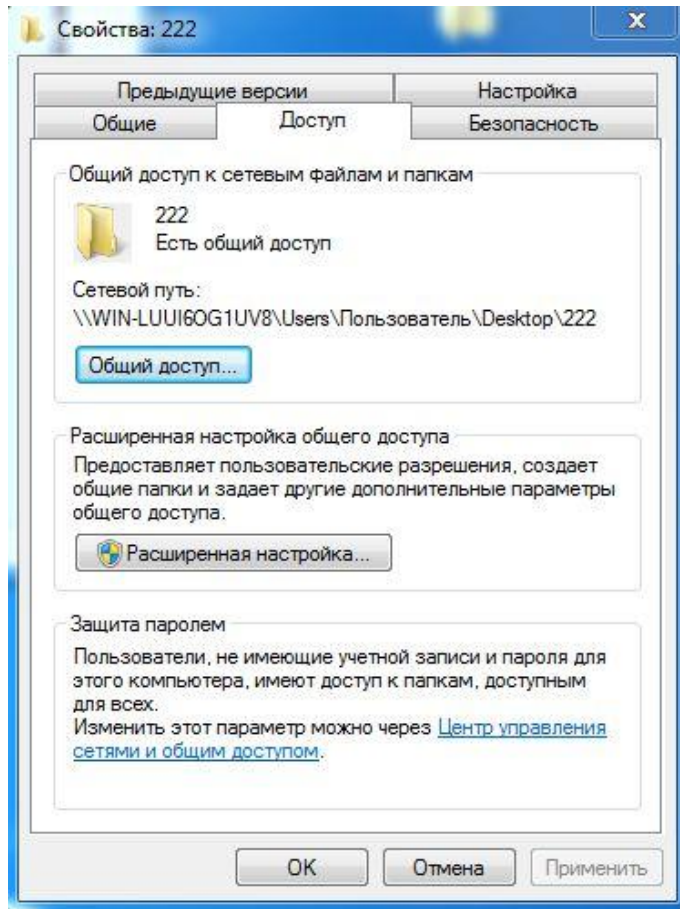 Свойства: 222
Предыдущие версии
Настройка
Общие
Доступ
Безопасность
Общий доступ к сетевым файлам и папкам
222
Есть общий доступ
Сетевой путь:
\\WIN-LUUI6OG1UV8\Users\Пользователь\Desktop\222
Общий доступ...
Расширенная настройка общего доступа
Предоставляет пользовательские разрешения, создает
общие папки и задает другие дополнительные параметры
общего доступа.
Расширенная настройка...
Защита паролем
Пользователи, не имеющие учетной записи и пароля для
этого компьютера, имеют доступ к папкам, доступным
для всех.
Изменить этот параметр можно через Центр управления
сетями и общим доступом.
ОК
Отмена
Применить